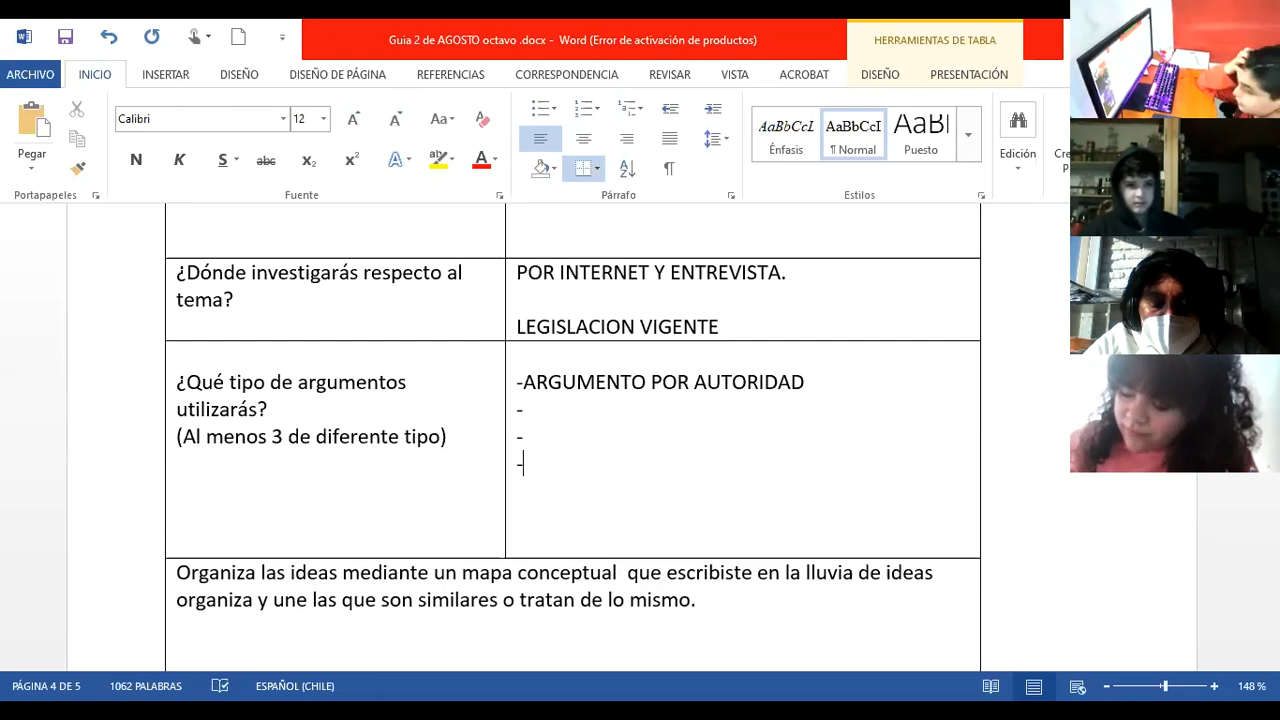 Guia 2 de AGOSTO octavo .docx - Word (Error de activación de productos)
HERRAMIENTAS DE TABLA
ARCHIVO INICIO INSERTAR DISEÑO DISEÑO DE PÁGINA REFERENCIAS CORRESPONDENCIA REVISAR VISTA ACROBAT DISEÑO PRESENTACIÓN
Pegar
Calibri 12
N K S abc x₂ x² A A
Aa
AaBbCcI AaBbCcI AaBl
Énfasis ¶ Normal Puesto
Edición
Portapapeles Fuente Párrafo Estilos
¿Dónde investigarás respecto al
tema?
POR INTERNET Y ENTREVISTA.
LEGISLACION VIGENTE
¿Qué tipo de argumentos
utilizarás?
(Al menos 3 de diferente tipo)
-ARGUMENTO POR AUTORIDAD
-
-
-
Organiza las ideas mediante un mapa conceptual que escribiste en la lluvia de ideas
organiza y une las que son similares o tratan de lo mismo.
PÁGINA 4 DE 5 1062 PALABRAS ESPAÑOL (CHILE) 148 %